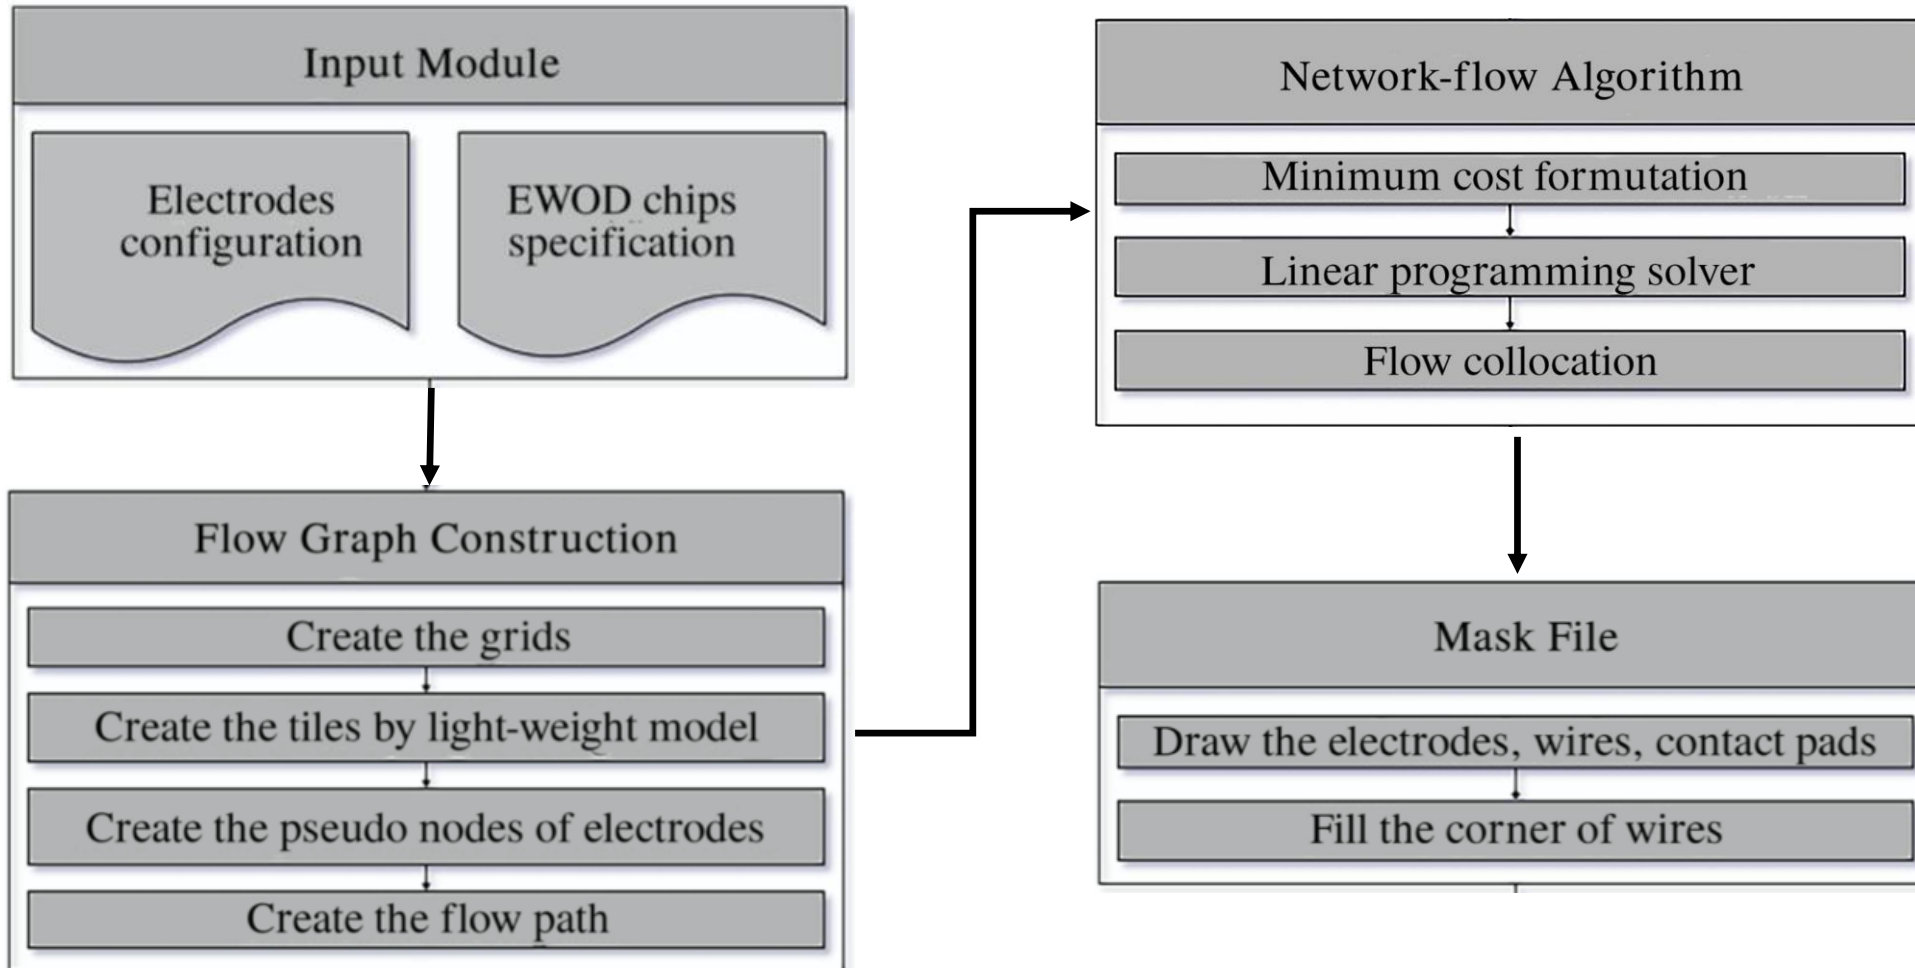 Input Module
Electrodes
configuration
EWOD chips
specification
Flow Graph Construction
Create the grids
Create the tiles by light-weight model
Create the pseudo nodes of electrodes
Create the flow path
Network-flow Algorithm
Minimum cost formutation
Linear programming solver
Flow collocation
Mask File
Draw the electrodes, wires, contact pads
Fill the corner of wires